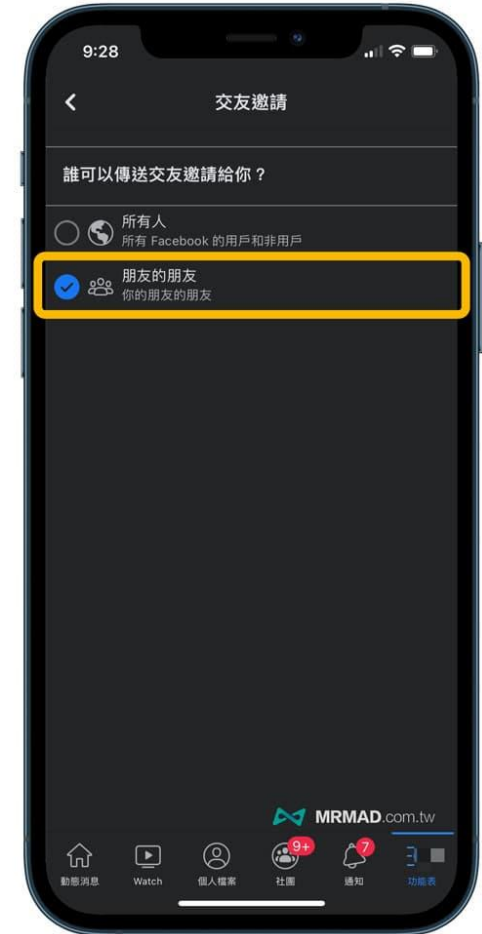 9:28
交友邀請
誰可以傳送交友邀請給你？
所有人
所有 Facebook 的用戶和非用戶
朋友的朋友
你的朋友的朋友
MRMAD.com.tw
9+
7
動態消息 Watch 個人檔案 社團 通知 功能表